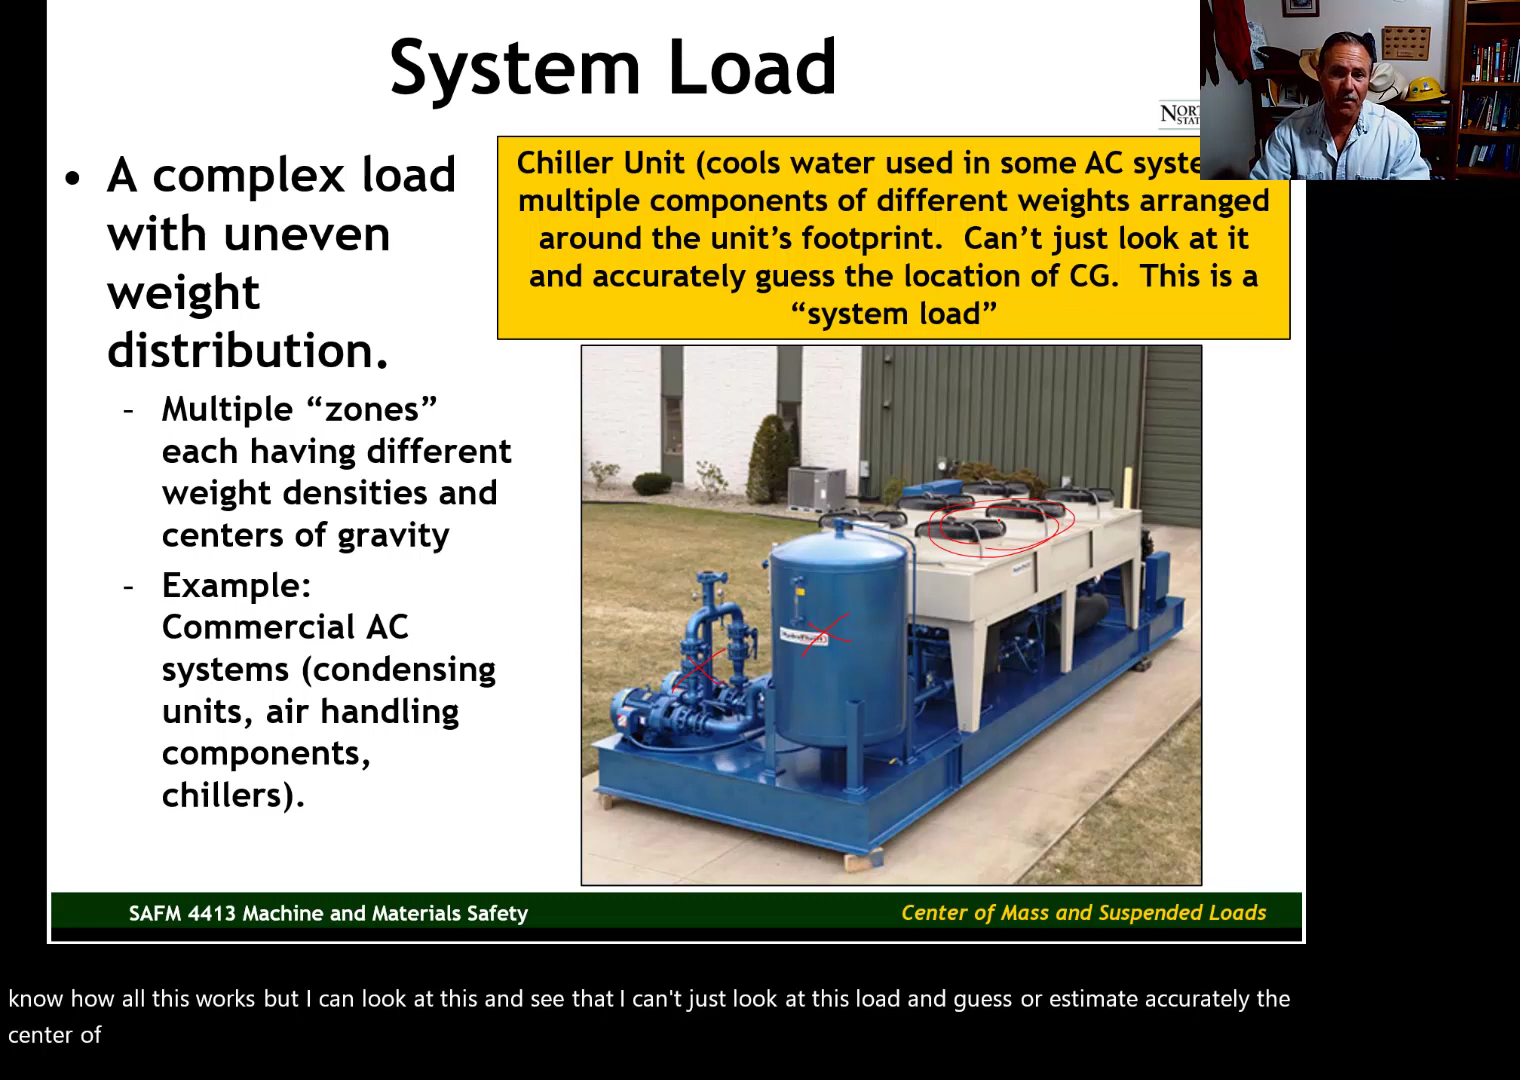 System Load
• A complex load
with uneven
weight
distribution.
- Multiple “zones”
each having different
weight densities and
centers of gravity
- Example:
Commercial AC
systems (condensing
units, air handling
components,
chillers).
Chiller Unit (cools water used in some AC syste
multiple components of different weights arranged
around the unit’s footprint. Can’t just look at it
and accurately guess the location of CG. This is a
“system load”
SAFM 4413 Machine and Materials Safety
Center of Mass and Suspended Loads
know how all this works but I can look at this and see that I can't just look at this load and guess or estimate accurately the
center of